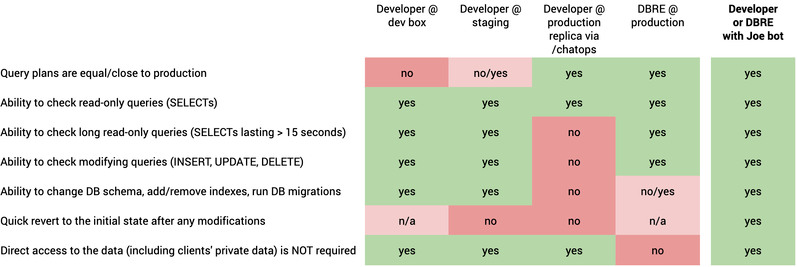 Developer @ dev box Developer @ staging Developer @ production replica via /chatops DBRE @ production Developer or DBRE with Joe bot
Query plans are equal/close to production no no/yes yes yes yes
Ability to check read-only queries (SELECTs) yes yes yes yes yes
Ability to check long read-only queries (SELECTs lasting > 15 seconds) yes yes no yes yes
Ability to check modifying queries (INSERT, UPDATE, DELETE) yes yes no yes yes
Ability to change DB schema, add/remove indexes, run DB migrations yes yes no no/yes yes
Quick revert to the initial state after any modifications n/a no no n/a yes
Direct access to the data (including clients' private data) is NOT required yes yes yes no yes